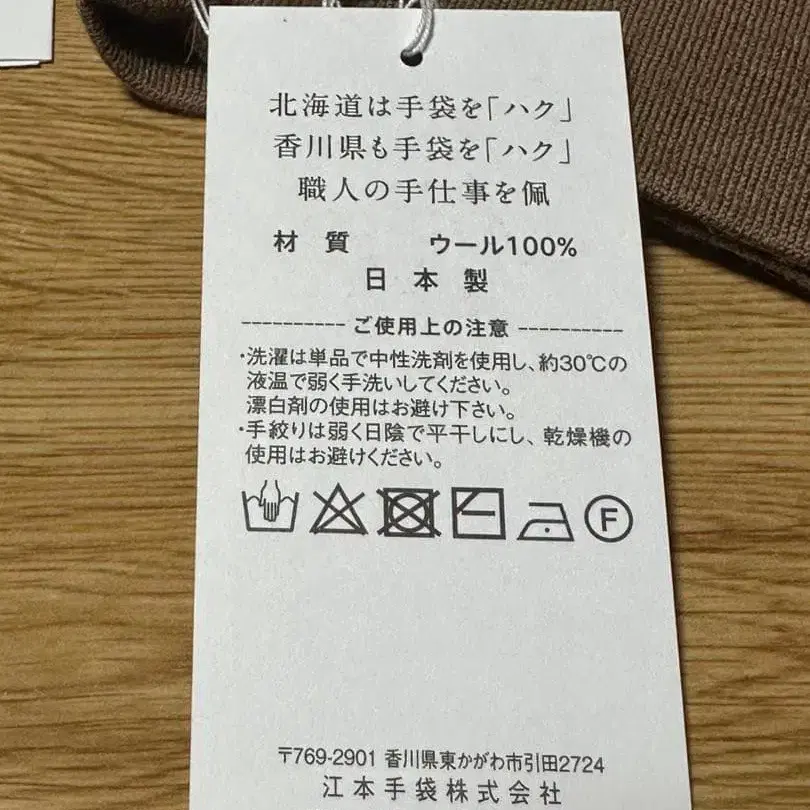 北海道は手袋を「ハク」
香川県も手袋を「ハク」
職人の手仕事を佩
材質 ウール100%
日本製
---------- ご使用上の注意 ----------
・洗濯は単品で中性洗剤を使用し、約30℃の
液温で弱く手洗いしてください。
漂白剤の使用はお避け下さい。
・手絞りは弱く日陰で平干しにし、乾燥機の
使用はお避けください。
F
〒769-2901 香川県東かがわ市引田2724
江本手袋株式会社